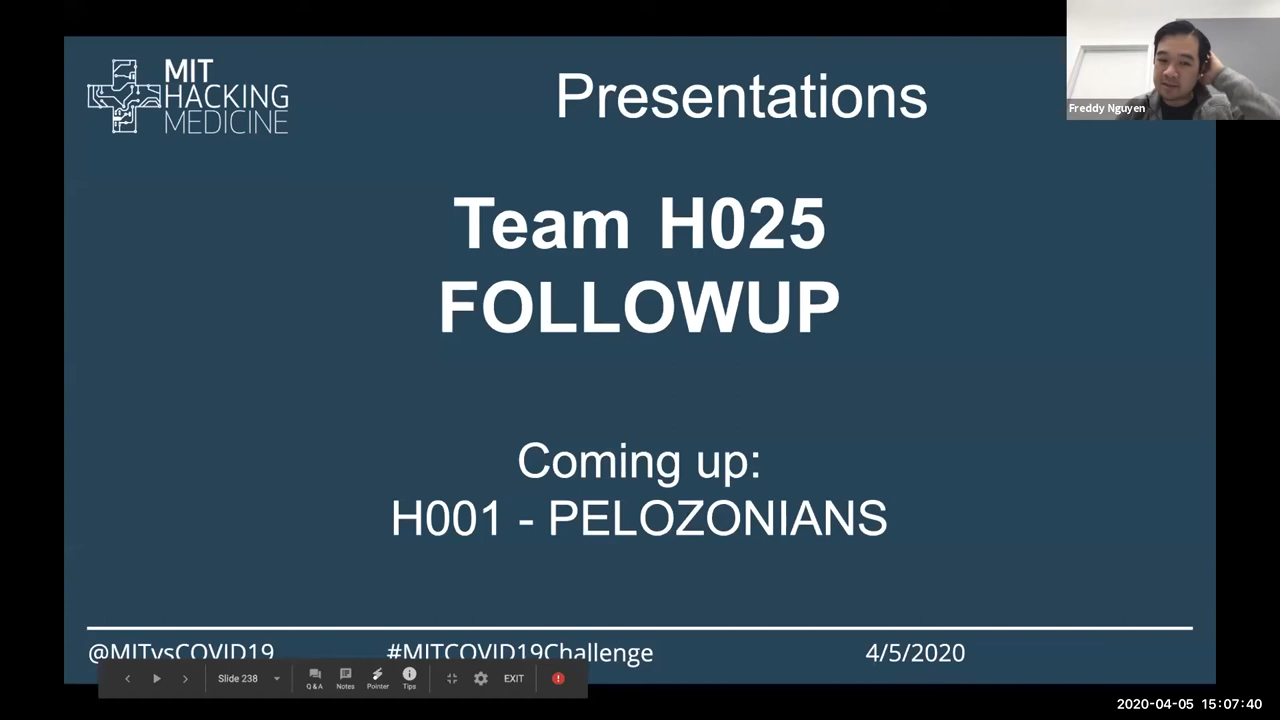 MIT
HACKING
MEDICINE
Presentations
Freddy Nguyen
Team H025
FOLLOWUP
Coming up:
H001 - PELOZONIANS
@MITvsCOVID19
#MITCOVID19Challenge
4/5/2020
Slide 238
Q&A
Notes
Pointer
Tips
EXIT
2020-04-05 15:07:40